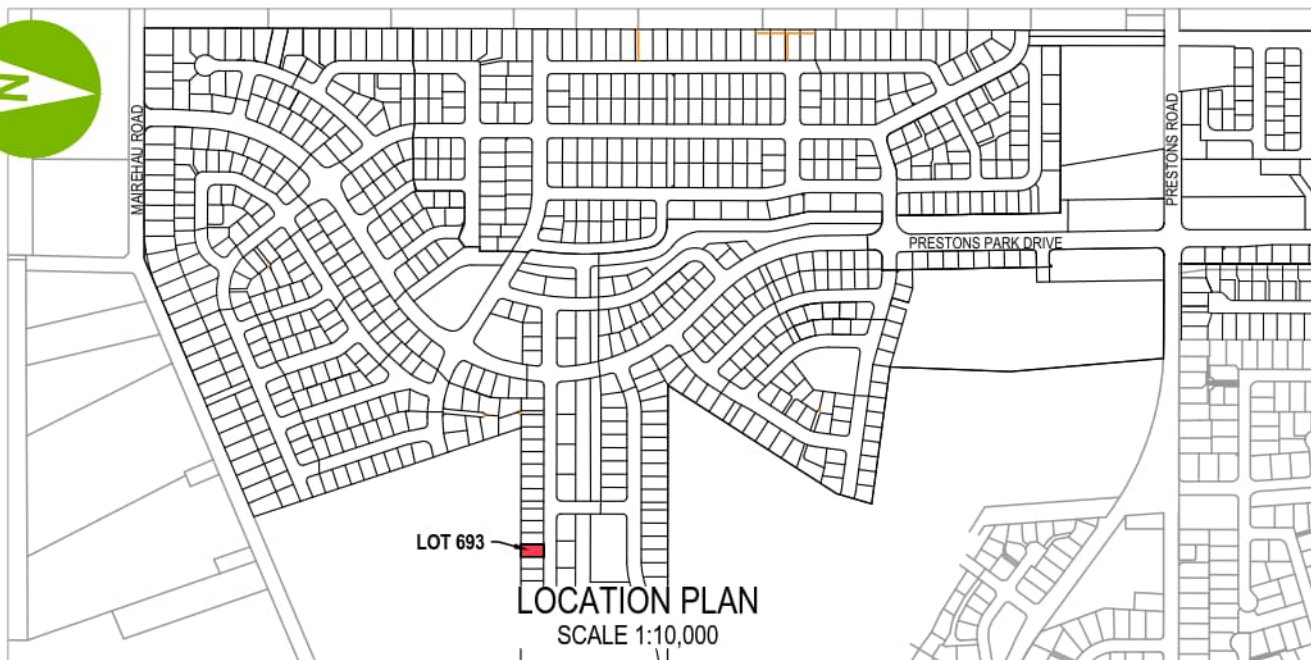 N
MAIREHAU ROAD
PRESTONS ROAD
PRESTONS PARK DRIVE
LOT 693
LOCATION PLAN
SCALE 1:10,000